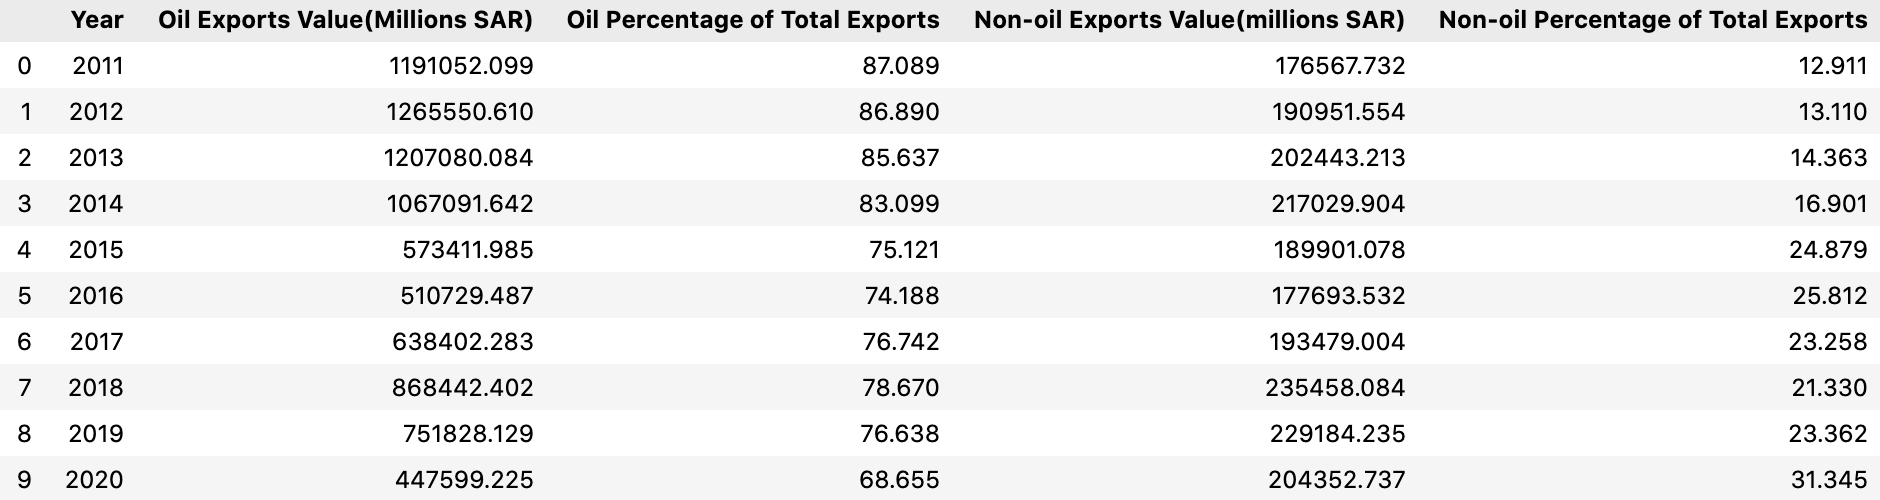 Year Oil Exports Value(Millions SAR) Oil Percentage of Total Exports Non-oil Exports Value(millions SAR) Non-oil Percentage of Total Exports
0 2011 1191052.099 87.089 176567.732 12.911
1 2012 1265550.610 86.890 190951.554 13.110
2 2013 1207080.084 85.637 202443.213 14.363
3 2014 1067091.642 83.099 217029.904 16.901
4 2015 573411.985 75.121 189901.078 24.879
5 2016 510729.487 74.188 177693.532 25.812
6 2017 638402.283 76.742 193479.004 23.258
7 2018 868442.402 78.670 235458.084 21.330
8 2019 751828.129 76.638 229184.235 23.362
9 2020 447599.225 68.655 204352.737 31.345